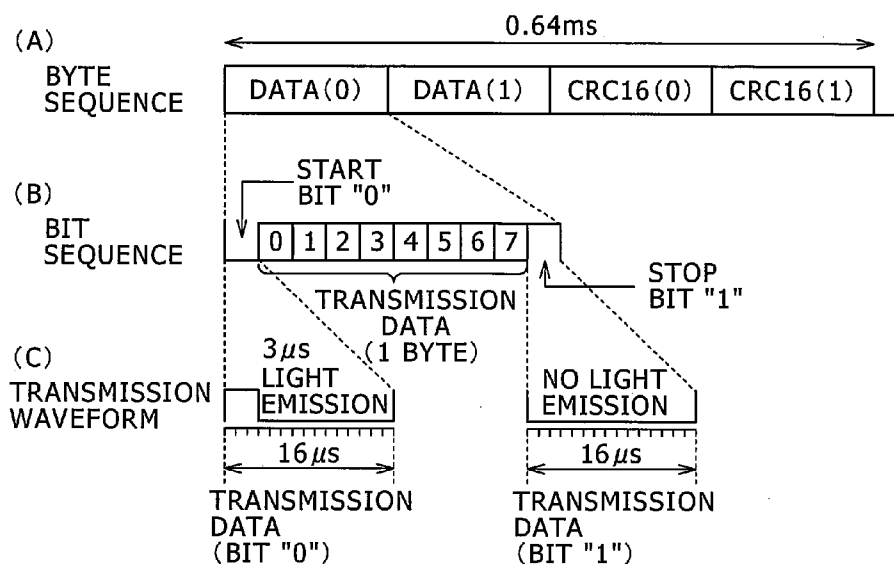 (A)
0.64ms
BYTE
SEQUENCE
DATA(0) DATA(1) CRC16(0) CRC16(1)
START
BIT "0"
(B)
BIT
SEQUENCE
0 1 2 3 4 5 6 7
STOP
BIT "1"
TRANSMISSION
DATA
(1 BYTE)
(C)
TRANSMISSION
WAVEFORM
3μs
LIGHT
EMISSION
NO LIGHT
EMISSION
16μs 16μs
TRANSMISSION
DATA
(BIT "0")
TRANSMISSION
DATA
(BIT "1")